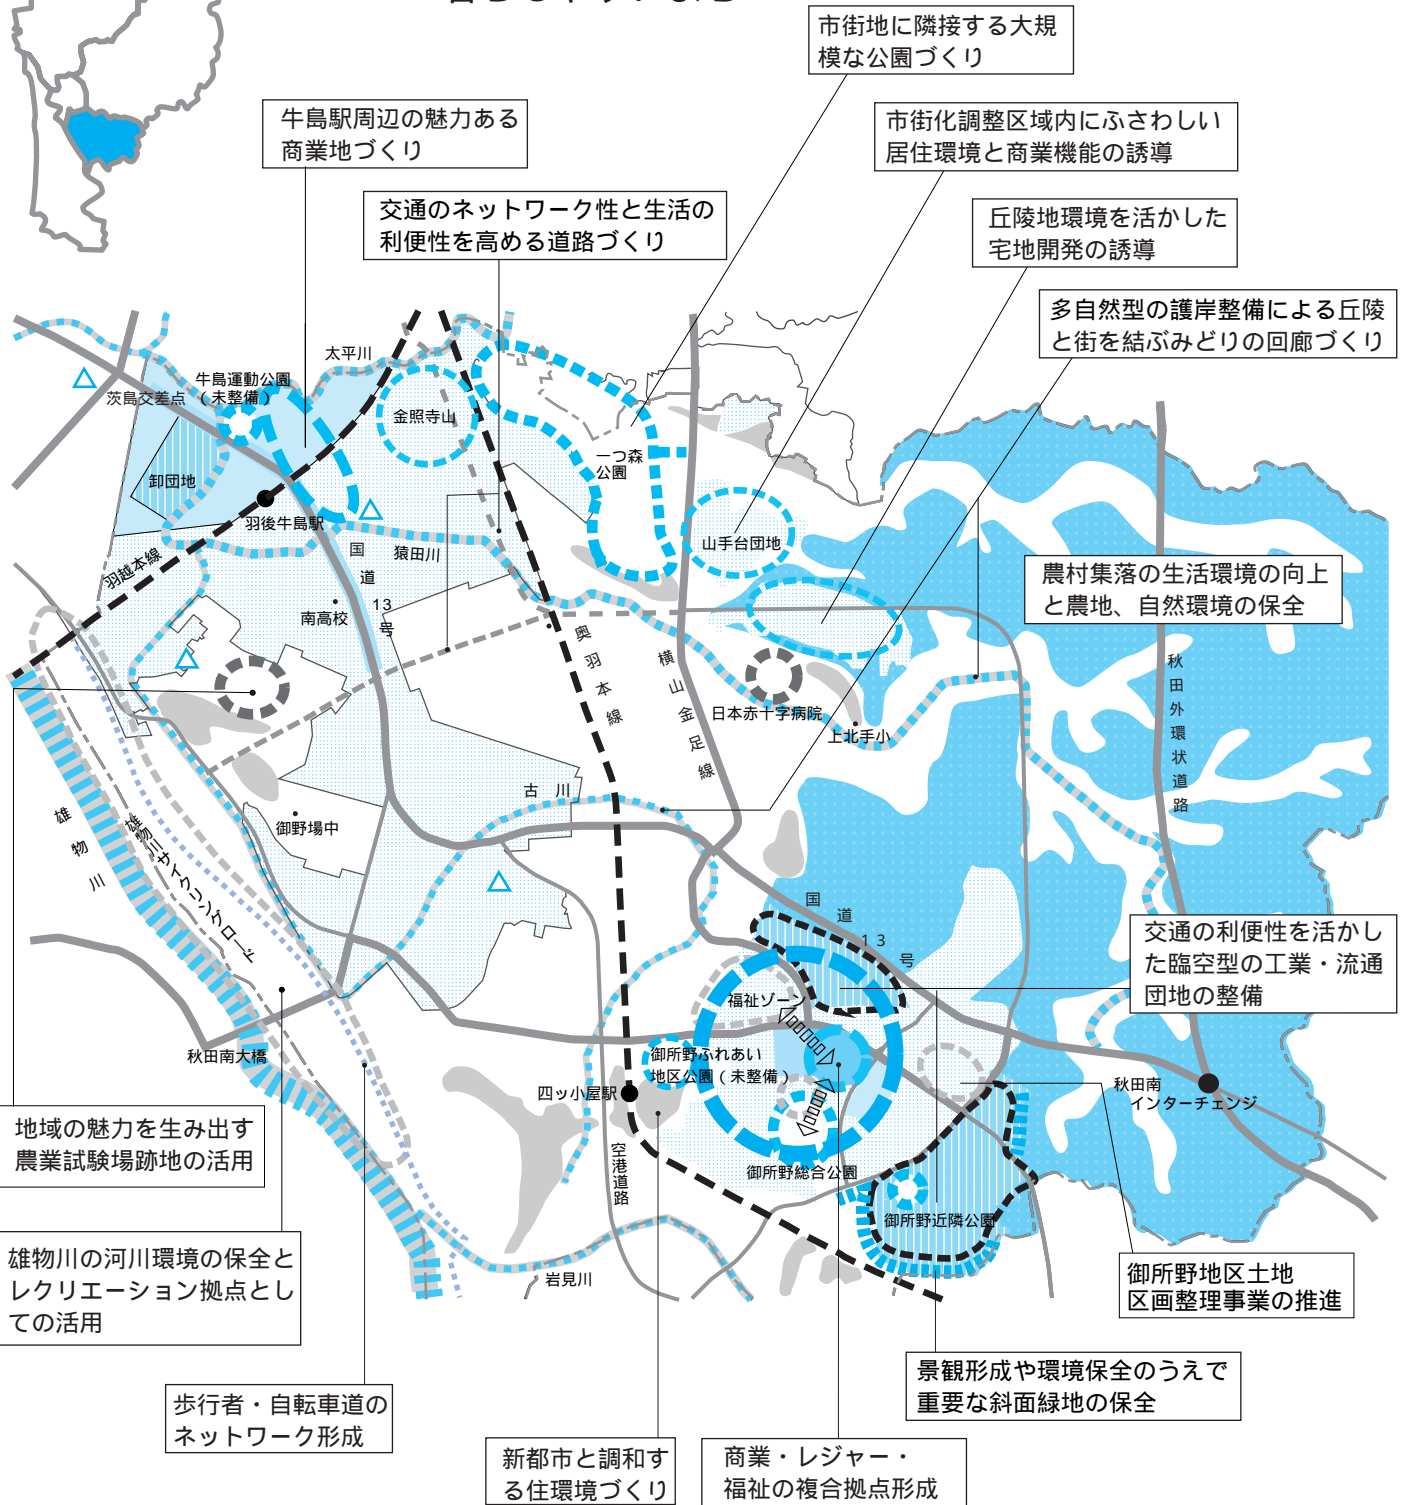 市街地に隣接する大規
模な公園づくり
牛島駅周辺の魅力ある
商業地づくり
市街化調整区域内にふさわしい
居住環境と商業機能の誘導
交通のネットワーク性と生活の
利便性を高める道路づくり
丘陵地環境を活かした
宅地開発の誘導
多自然型の護岸整備による丘陵
と街を結ぶみどりの回廊づくり
太平川
牛島運動公園
(未整備)
茨島交差点
金照寺山
一つ森
公園
卸団地
羽後牛島駅
山手台団地
国道13号
猿田川
羽越本線
南高校
農村集落の生活環境の向上
と農地、自然環境の保全
奥羽本線
横山金足線
秋田外環状道路
日本赤十字病院
上北手小
古川
御野場中
雄物川
雄物川サイクリングロード
国道13号
交通の利便性を活かし
た臨空型の工業・流通
団地の整備
福祉ゾーン
秋田南大橋
御所野ふれあい
地区公園(未整備)
四ッ小屋駅
秋田南
インターチェンジ
地域の魅力を生み出す
農業試験場跡地の活用
空港道路
御所野総合公園
御所野近隣公園
雄物川の河川環境の保全と
レクリエーション拠点とし
ての活用
岩見川
御所野地区土地
区画整理事業の推進
景観形成や環境保全のうえで
重要な斜面緑地の保全
歩行者・自転車道の
ネットワーク形成
新都市と調和す
る住環境づくり
商業・レジャー・
福祉の複合拠点形成